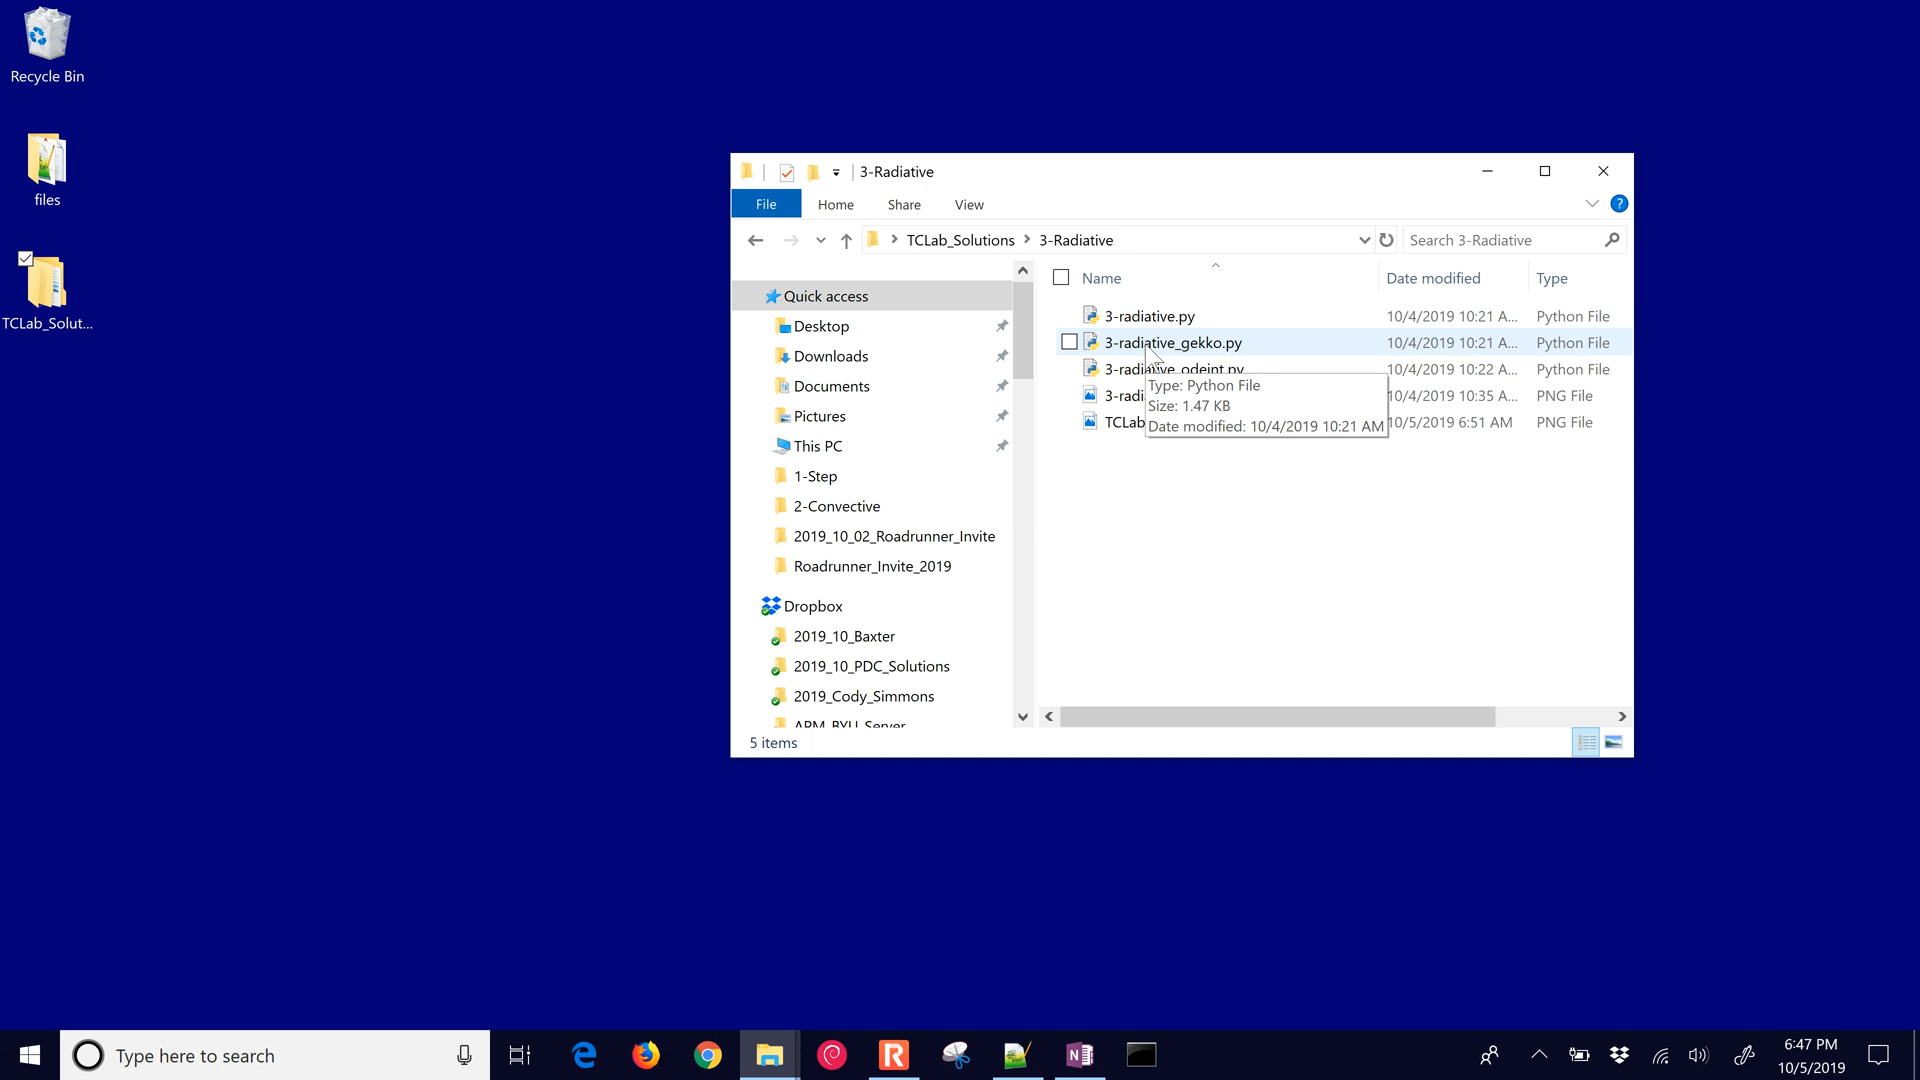 Recycle Bin
files
TCLab_Solut...
3-Radiative
File Home Share View
TCLab_Solutions 3-Radiative
Search 3-Radiative
Name Date modified Type
Quick access
Desktop
Downloads
Documents
Pictures
This PC
1-Step
2-Convective
2019_10_02_Roadrunner_Invite
Roadrunner_Invite_2019
Dropbox
2019_10_Baxter
2019_10_PDC_Solutions
2019_Cody_Simmons
APM_BYU_Server
3-radiative.py 10/4/2019 10:21 A... Python File
3-radiative_gekko.py 10/4/2019 10:21 A... Python File
3-radiative_odeint.py 10/4/2019 10:22 A... Python File
3-radi 10/4/2019 10:35 A... PNG File
TCLab 10/5/2019 6:51 AM PNG File
Type: Python File
Size: 1.47 KB
Date modified: 10/4/2019 10:21 AM
5 items
Type here to search
6:47 PM
10/5/2019